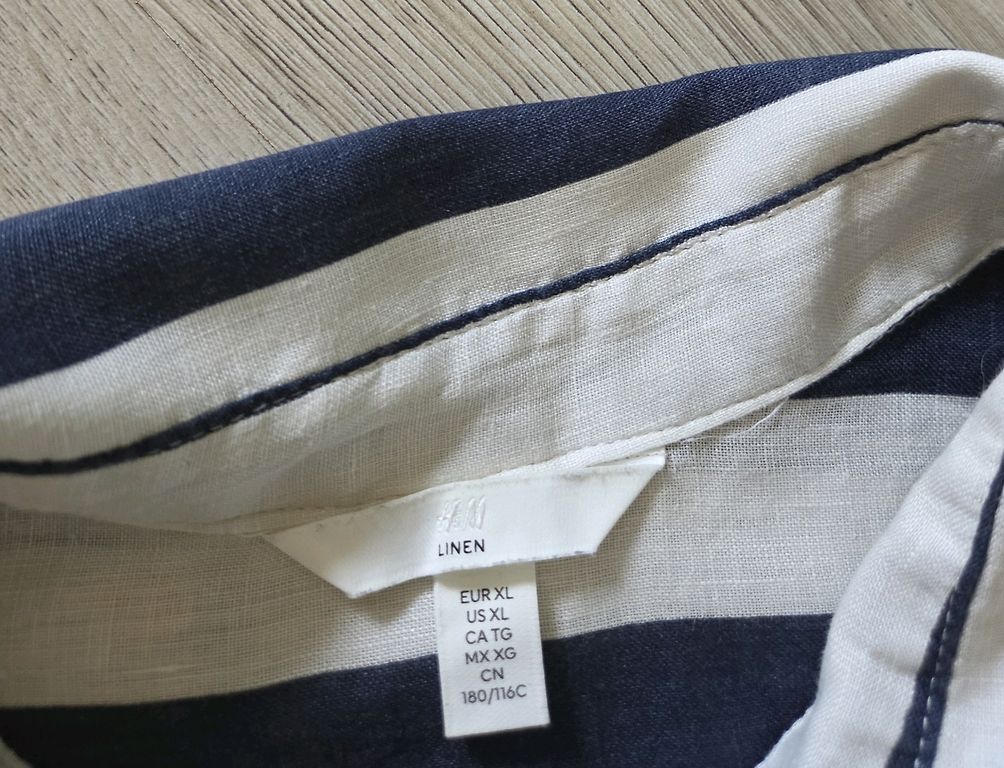 H&M
LINEN
EUR XL
US XL
CA TG
MX XG
CN
180/116C